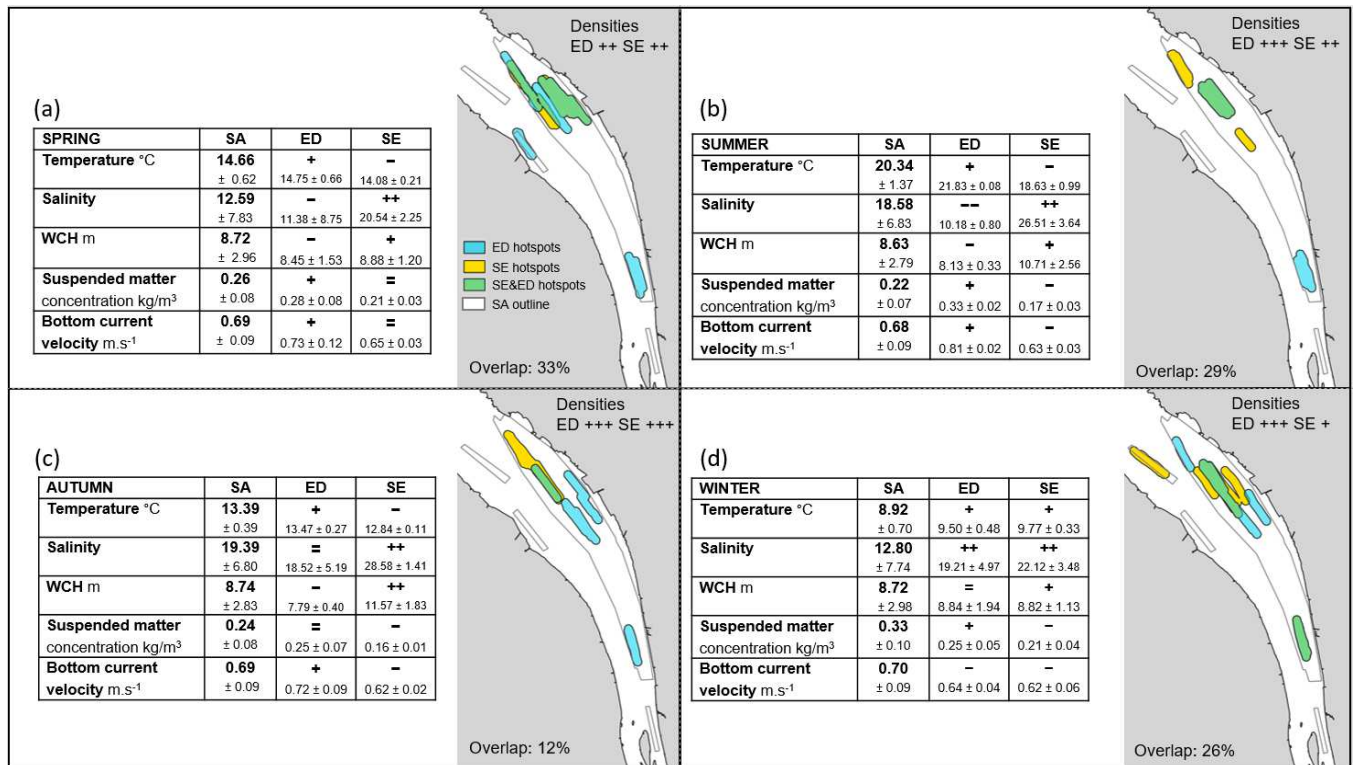 (a)
SPRING SA ED SE
Temperature °C 14.66 + −
± 0.62 14.75 ± 0.66 14.08 ± 0.21
Salinity 12.59 − ++
± 7.83 11.38 ± 8.75 20.54 ± 2.25
WCH m 8.72 − +
± 2.96 8.45 ± 1.53 8.88 ± 1.20
Suspended matter 0.26 + =
concentration kg/m³ ± 0.08 0.28 ± 0.08 0.21 ± 0.03
Bottom current 0.69 + =
velocity m.s⁻¹ ± 0.09 0.73 ± 0.12 0.65 ± 0.03
Densities
ED ++ SE ++
ED hotspots
SE hotspots
SE&ED hotspots
SA outline
Overlap: 33%
(b)
SUMMER SA ED SE
Temperature °C 20.34 + −
± 1.37 21.83 ± 0.08 18.63 ± 0.99
Salinity 18.58 −− ++
± 6.83 10.18 ± 0.80 26.51 ± 3.64
WCH m 8.63 − +
± 2.79 8.13 ± 0.33 10.71 ± 2.56
Suspended matter 0.22 + −
concentration kg/m³ ± 0.07 0.33 ± 0.02 0.17 ± 0.03
Bottom current 0.68 + −
velocity m.s⁻¹ ± 0.09 0.81 ± 0.02 0.63 ± 0.03
Densities
ED +++ SE ++
Overlap: 29%
(c)
AUTUMN SA ED SE
Temperature °C 13.39 + −
± 0.39 13.47 ± 0.27 12.84 ± 0.11
Salinity 19.39 = ++
± 6.80 18.52 ± 5.19 28.58 ± 1.41
WCH m 8.74 − ++
± 2.83 7.79 ± 0.40 11.57 ± 1.83
Suspended matter 0.24 = −
concentration kg/m³ ± 0.08 0.25 ± 0.07 0.16 ± 0.01
Bottom current 0.69 + −
velocity m.s⁻¹ ± 0.09 0.72 ± 0.09 0.62 ± 0.02
Densities
ED +++ SE +++
Overlap: 12%
(d)
WINTER SA ED SE
Temperature °C 8.92 + +
± 0.70 9.50 ± 0.48 9.77 ± 0.33
Salinity 12.80 ++ ++
± 7.74 19.21 ± 4.97 22.12 ± 3.48
WCH m 8.72 = +
± 2.98 8.84 ± 1.94 8.82 ± 1.13
Suspended matter 0.33 + −
concentration kg/m³ ± 0.10 0.25 ± 0.05 0.21 ± 0.04
Bottom current 0.70 − −
velocity m.s⁻¹ ± 0.09 0.64 ± 0.04 0.62 ± 0.06
Densities
ED +++ SE +
Overlap: 26%